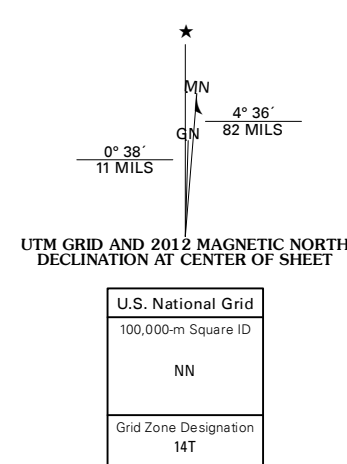 MN
4° 36´
82 MILS
GN
0° 38´
11 MILS
UTM GRID AND 2012 MAGNETIC NORTH
DECLINATION AT CENTER OF SHEET
U.S. National Grid
100,000-m Square ID
NN
Grid Zone Designation
14T